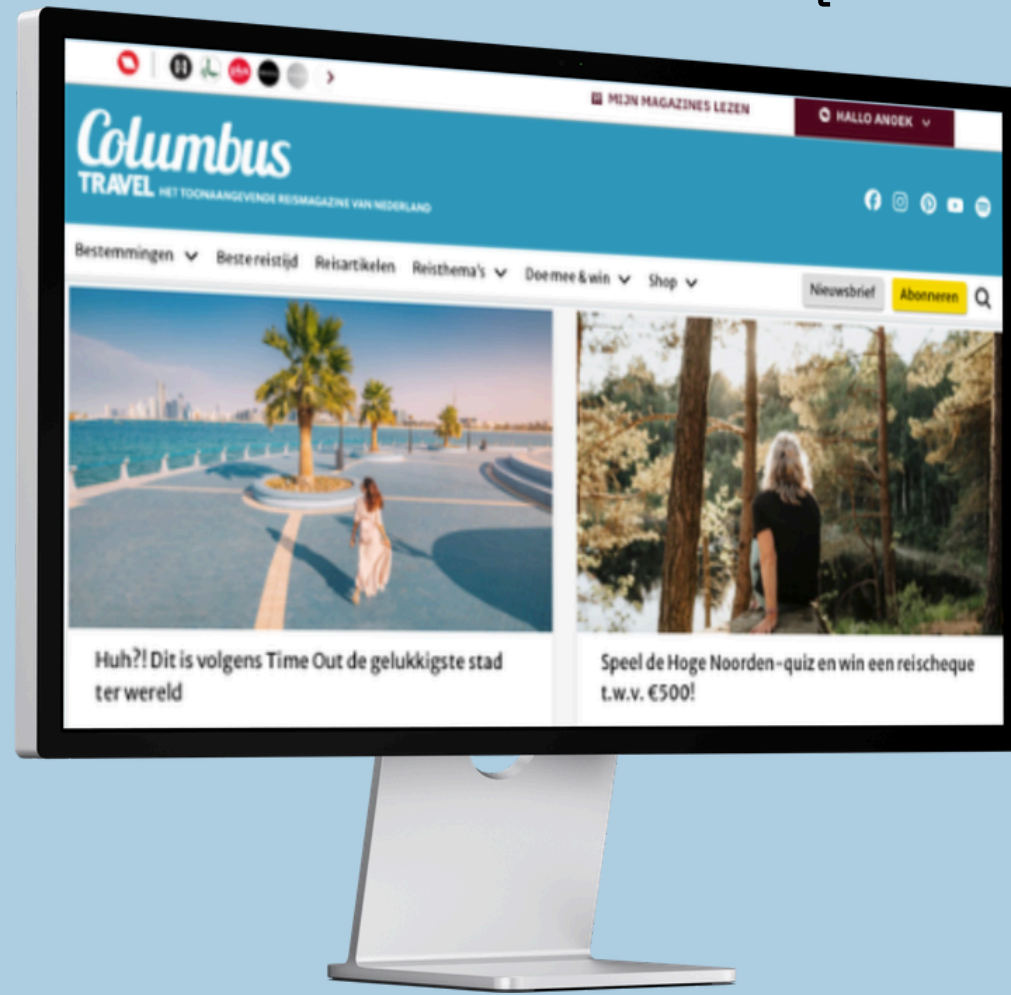 MIJN MAGAZINES LEZEN
HALLO ANOEK
Columbus
TRAVEL HET TOONAANGEVENDE REISMAGAZINE VAN NEDERLAND
Bestemmingen Beste reistijd Reisartikelen Reisthema's Doe mee & win Shop Nieuwsbrief Abonneren
Huh?! Dit is volgens Time Out de gelukkigste stad
ter wereld
Speel de Hoge Noorden-quiz en win een reischeque
t.w.v. €500!